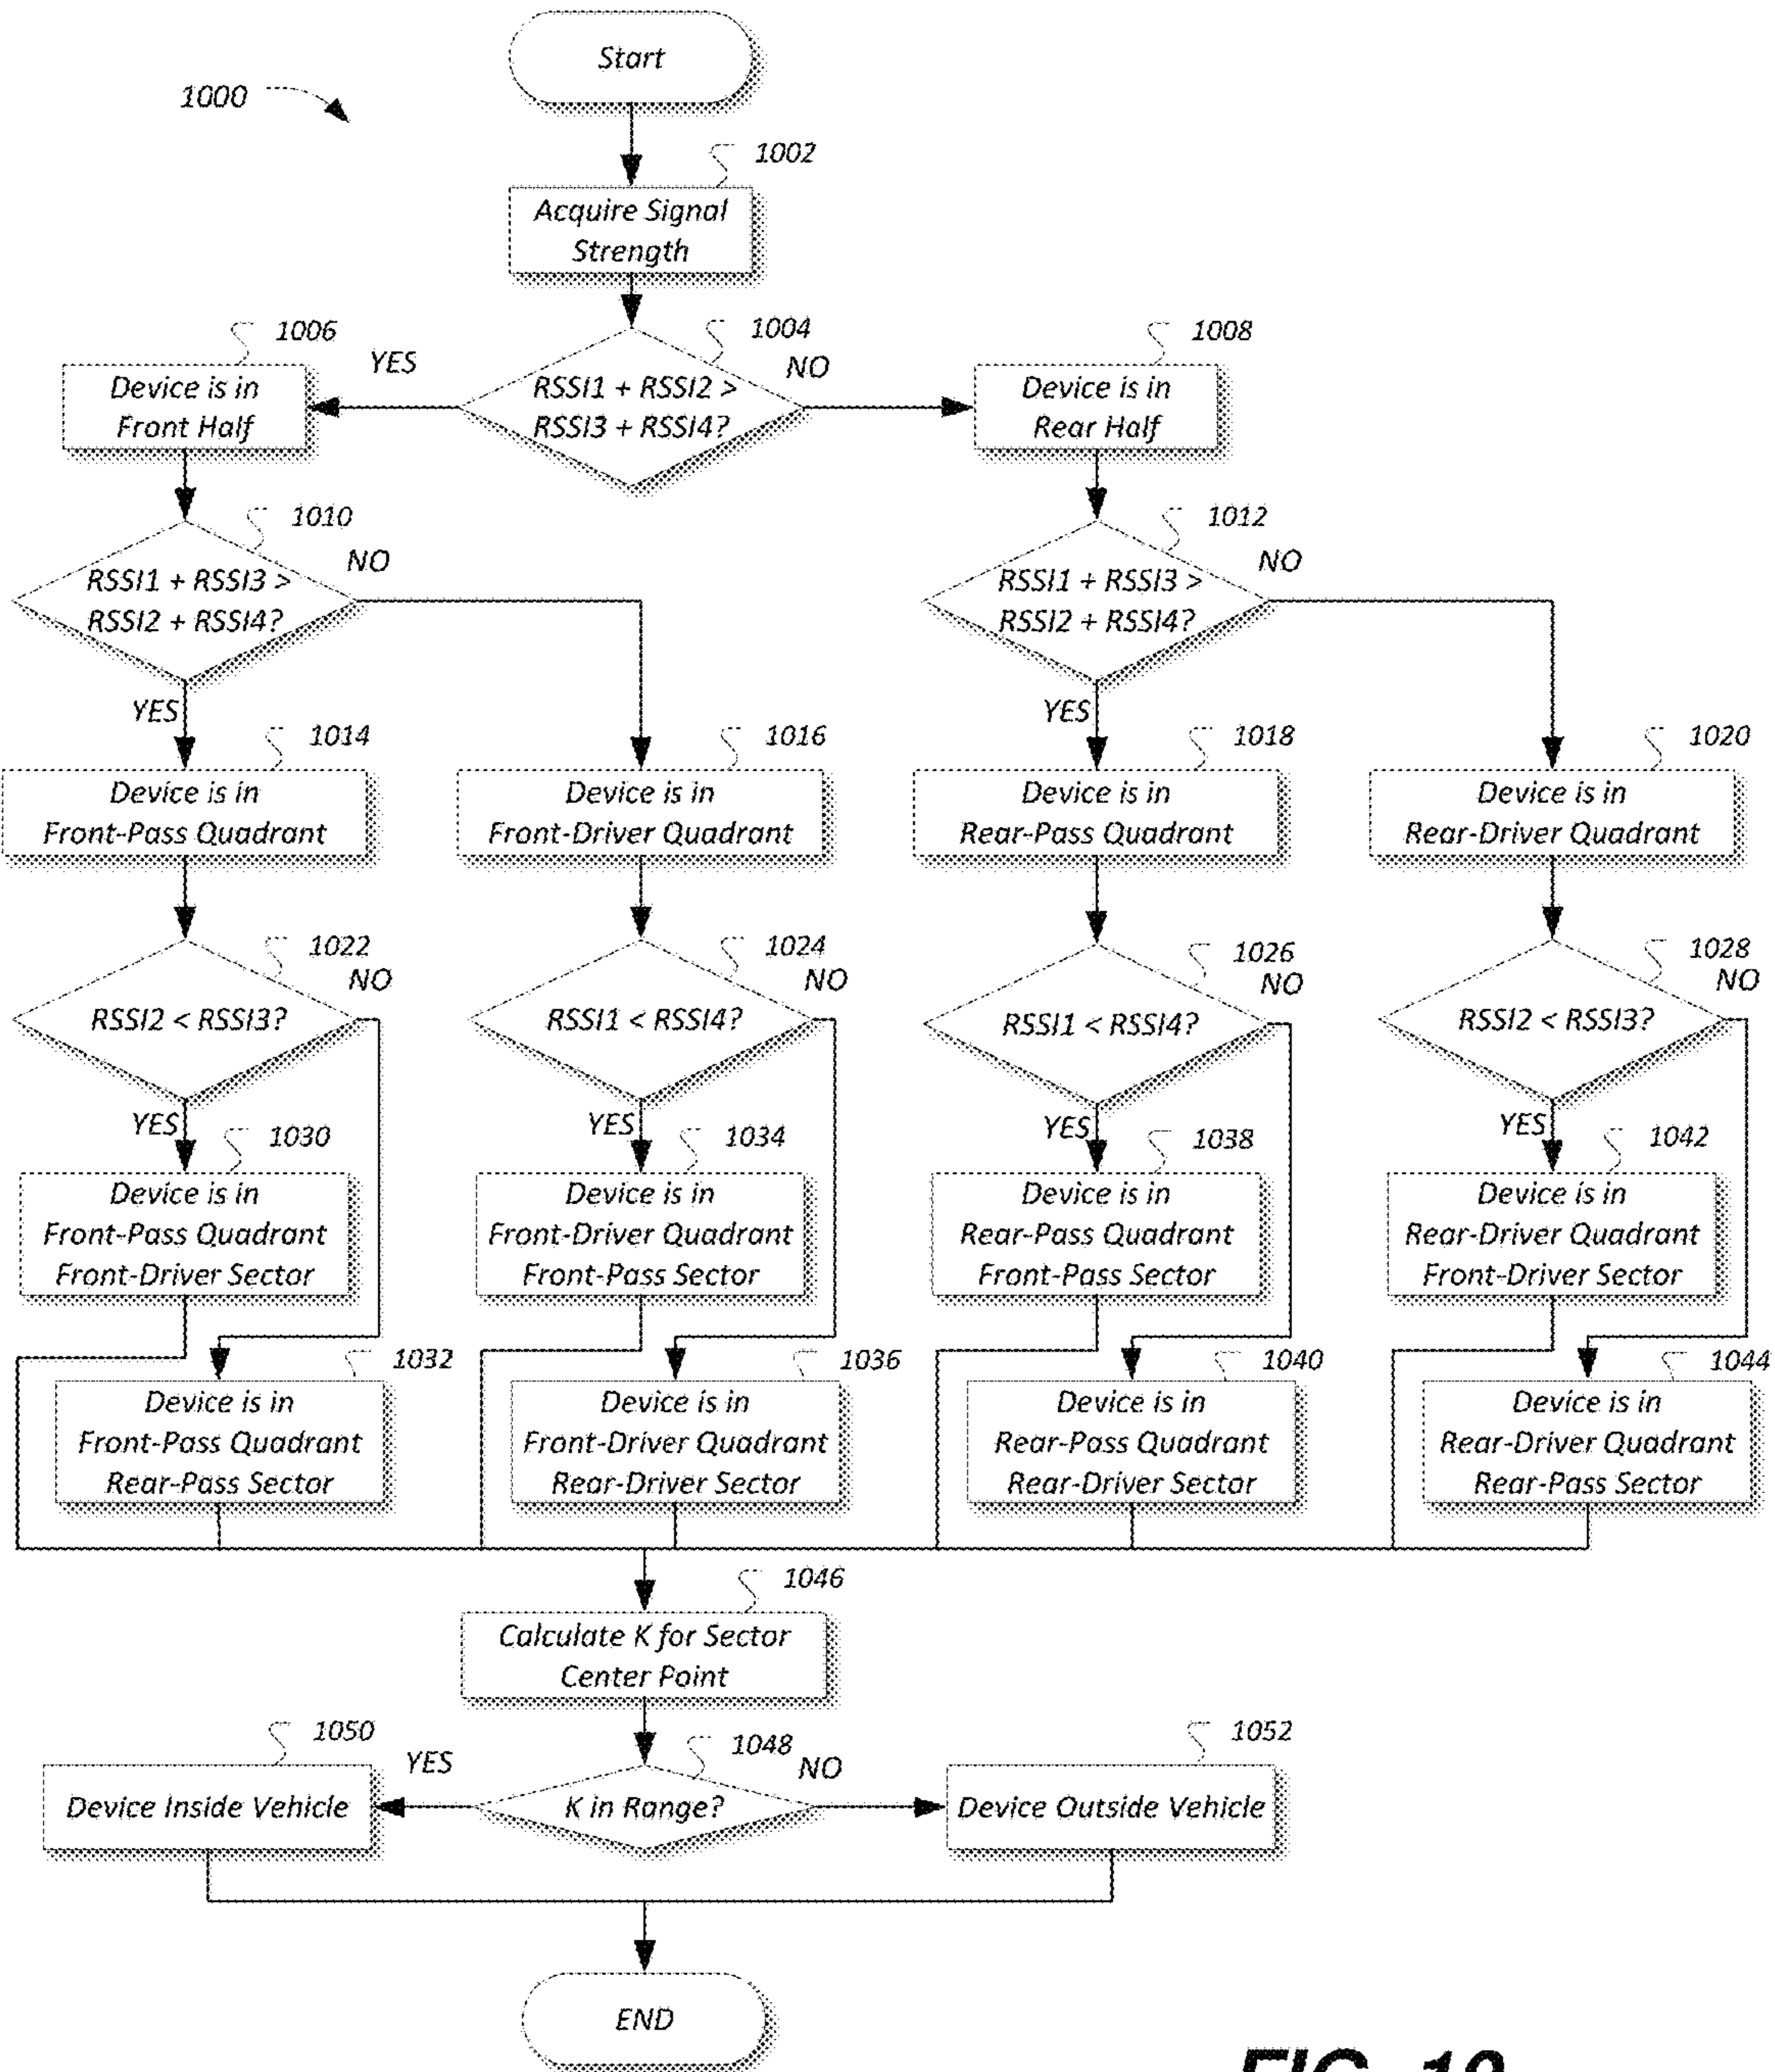 Start
1000
1002
Acquire Signal
Strength
1004
1006
YES
NO
1008
Device is in
Front Half
RSSI1 + RSSI2 >
RSSI3 + RSSI4?
Device is in
Rear Half
1010
NO
1012
NO
RSSI1 + RSSI3 >
RSSI2 + RSSI4?
RSSI1 + RSSI3 >
RSSI2 + RSSI4?
YES
YES
1014
1016
1018
1020
Device is in
Front-Pass Quadrant
Device is in
Front-Driver Quadrant
Device is in
Rear-Pass Quadrant
Device is in
Rear-Driver Quadrant
1022
NO
1024
NO
1026
NO
1028
NO
RSSI2 < RSSI3?
RSSI1 < RSSI4?
RSSI1 < RSSI4?
RSSI2 < RSSI3?
YES
YES
YES
YES
1030
1034
1038
1042
Device is in
Front-Pass Quadrant
Front-Driver Sector
Device is in
Front-Driver Quadrant
Front-Pass Sector
Device is in
Rear-Pass Quadrant
Front-Pass Sector
Device is in
Rear-Driver Quadrant
Front-Driver Sector
1032
1036
1040
1044
Device is in
Front-Pass Quadrant
Rear-Pass Sector
Device is in
Front-Driver Quadrant
Rear-Driver Sector
Device is in
Rear-Pass Quadrant
Rear-Driver Sector
Device is in
Rear-Driver Quadrant
Rear-Pass Sector
1046
Calculate K for Sector
Center Point
1050
YES
1048
NO
1052
Device Inside Vehicle
K in Range?
Device Outside Vehicle
END
FIG. 10